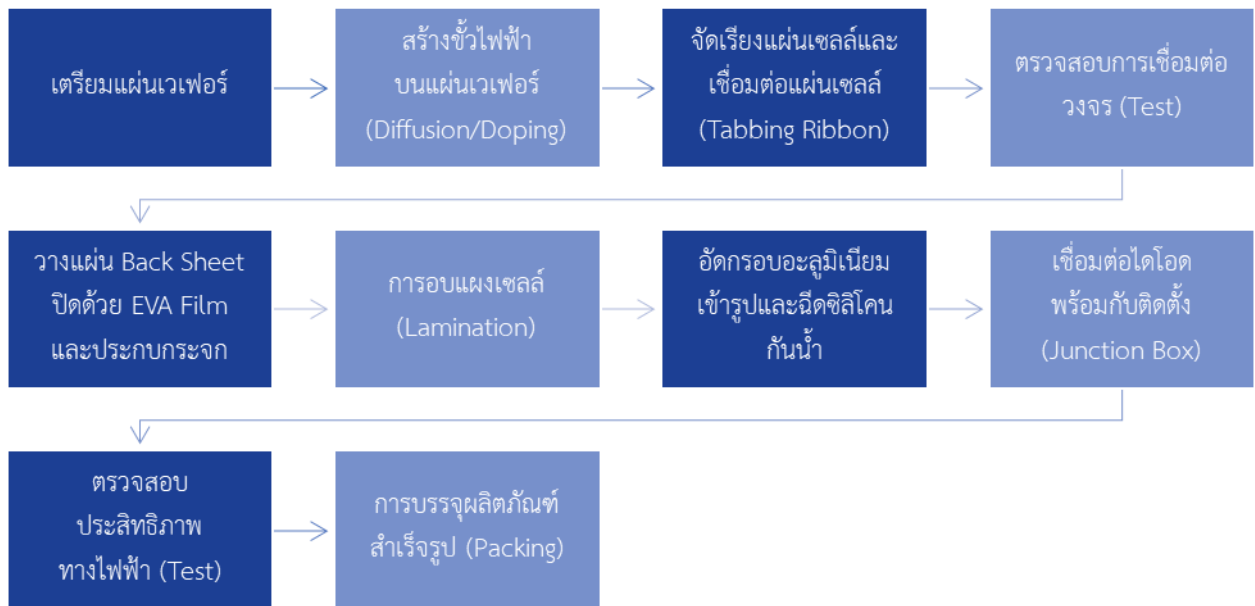 เตรียมแผ่นเวเฟอร์
สร้างขั้วไฟฟ้า
บนแผ่นเวเฟอร์
(Diffusion/Doping)
จัดเรียงแผ่นเซลล์และ
เชื่อมต่อแผ่นเซลล์
(Tabbing Ribbon)
ตรวจสอบการเชื่อมต่อ
วงจร (Test)
วางแผ่น Back Sheet
ปิดด้วย EVA Film
และประกบกระจก
การอบแผงเซลล์
(Lamination)
อัดกรอบอะลูมิเนียม
เข้ารูปและฉีดซิลิโคน
กันน้ำ
เชื่อมต่อไดโอด
พร้อมกับติดตั้ง
(Junction Box)
ตรวจสอบ
ประสิทธิภาพ
ทางไฟฟ้า (Test)
การบรรจุผลิตภัณฑ์
สำเร็จรูป (Packing)